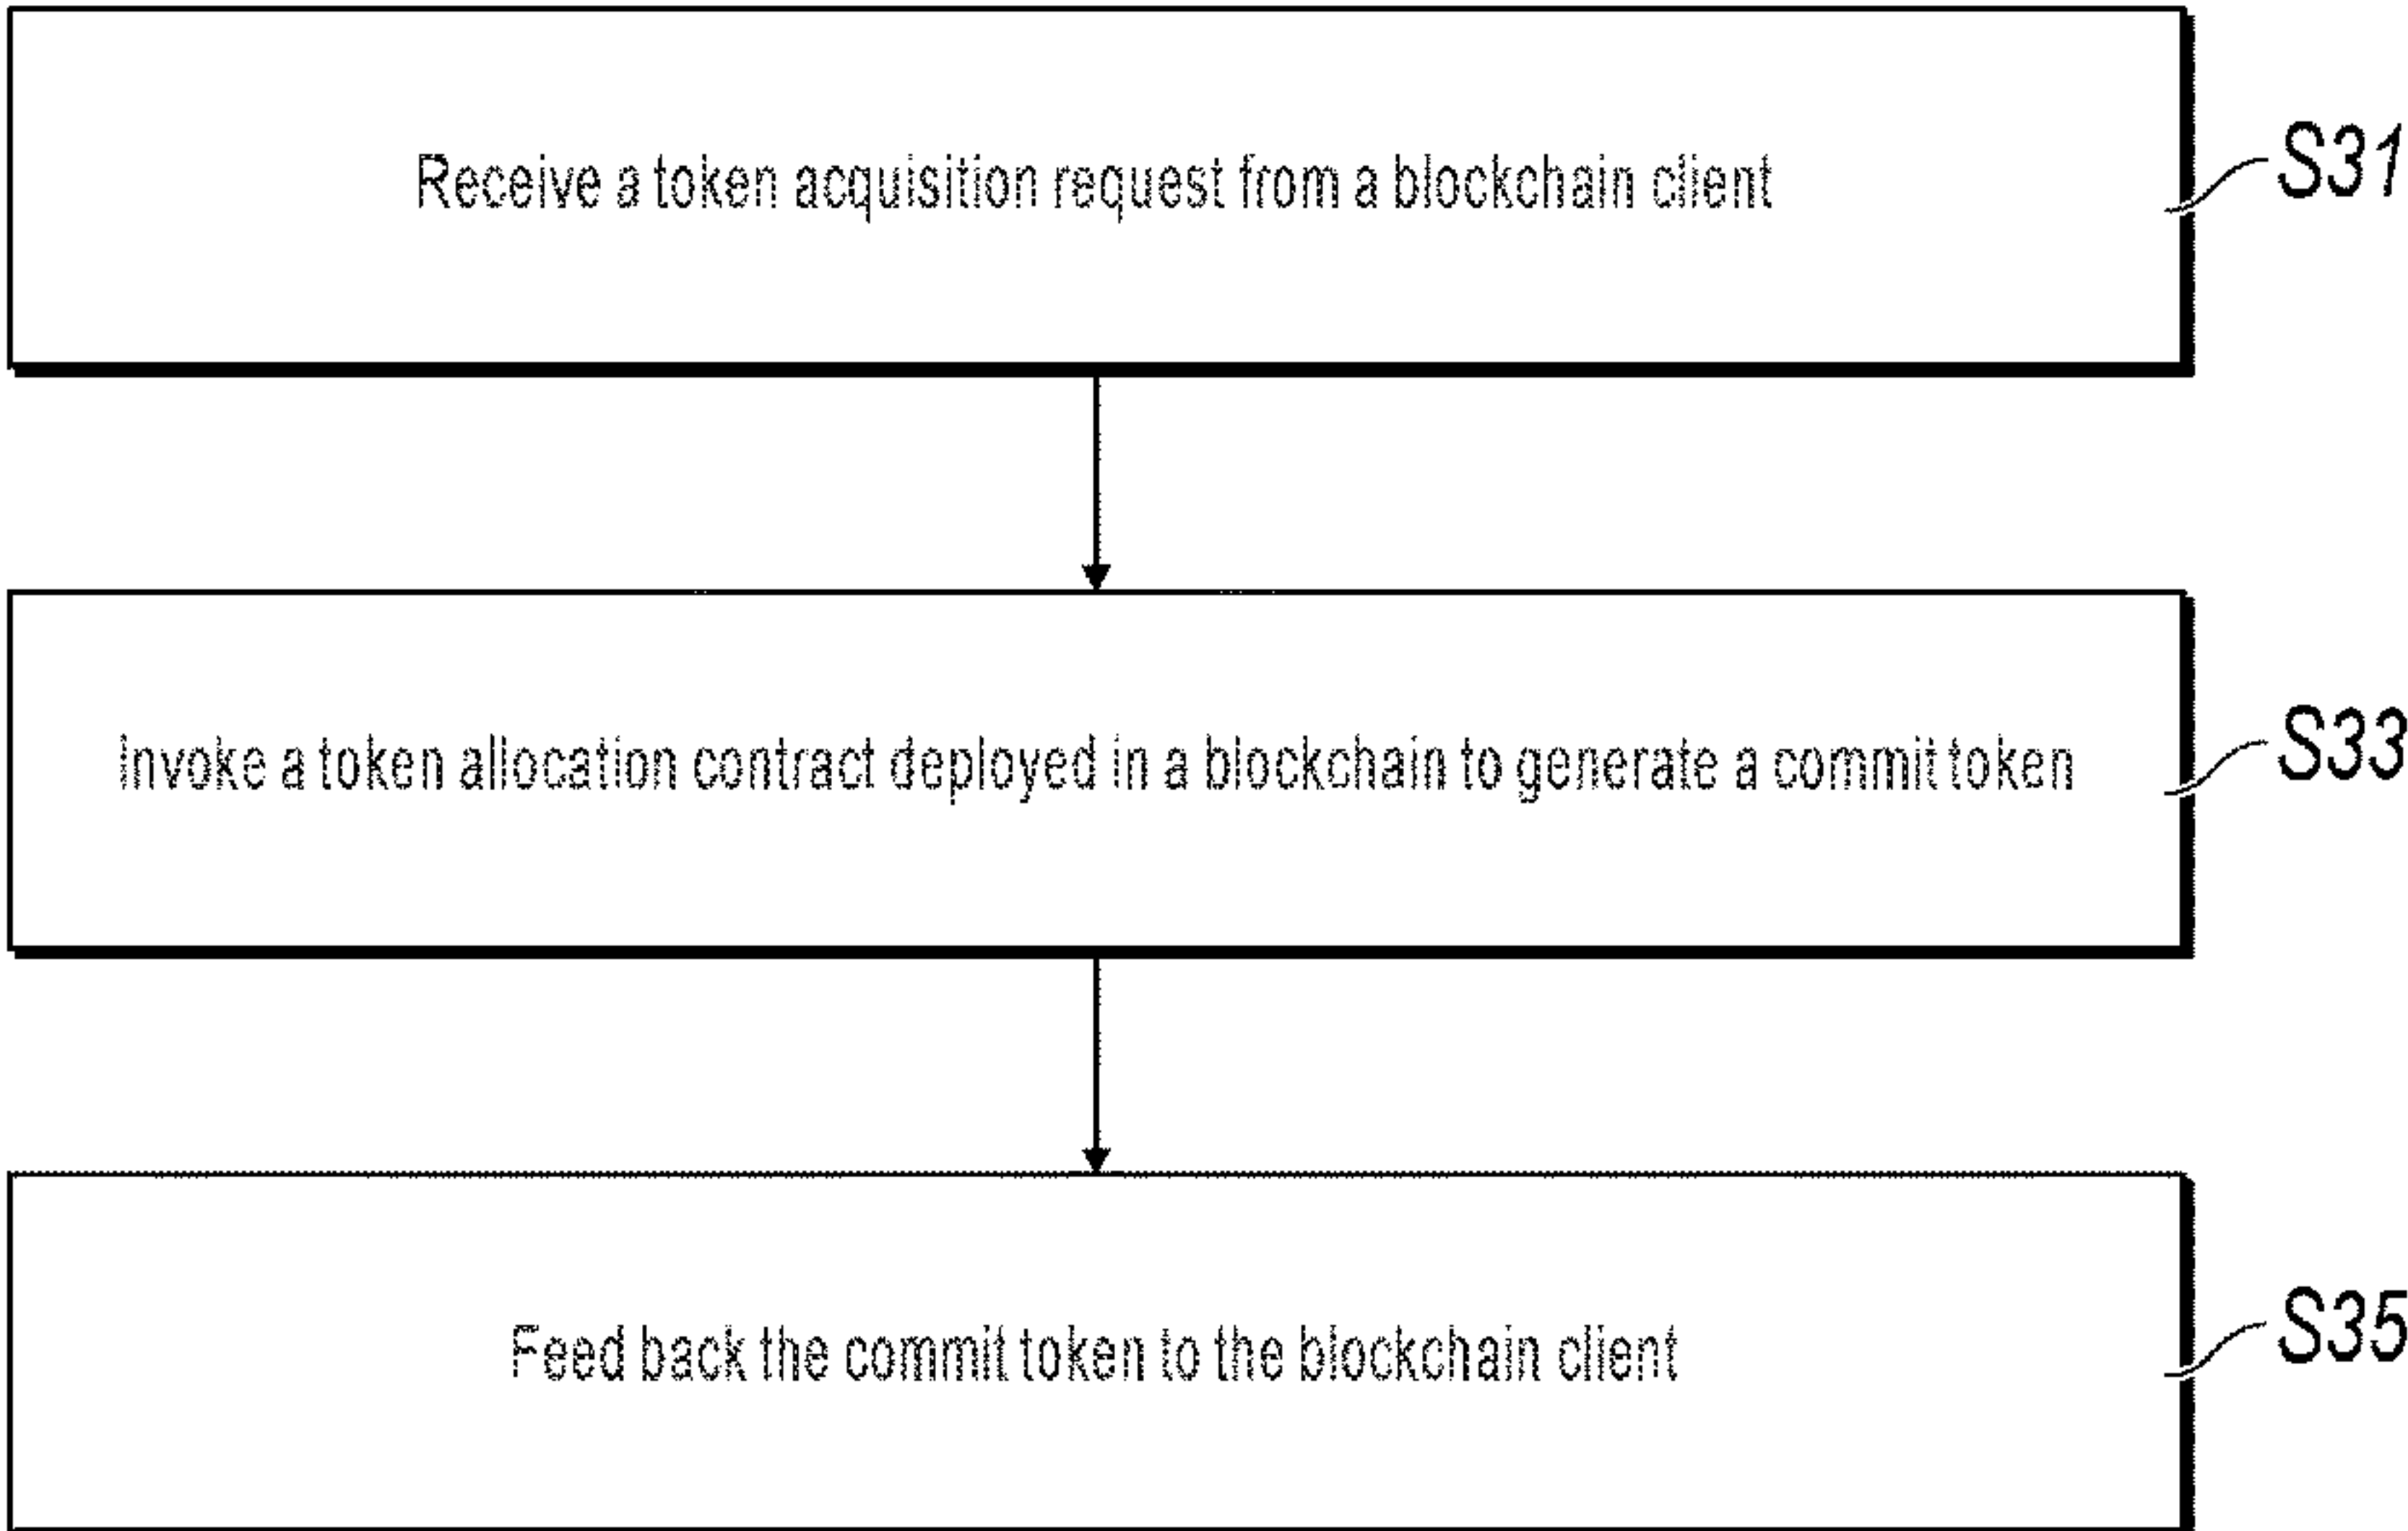 Receive a token acquisition request from a blockchain client
S31
Invoke a token allocation contract deployed in a blockchain to generate a commit token
S33
Feed back the commit token to the blockchain client
S35